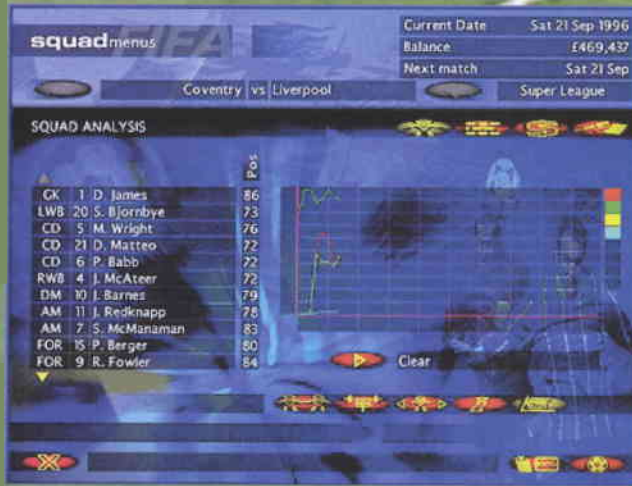 squadmenus
FIFA
Current Date Sat 21 Sep 1996
Balance £469,437
Next match Sat 21 Sep
Coventry vs Liverpool Super League
SQUAD ANALYSIS
Pos
GK 1 D. James 86
LWB 20 S. Bjornbye 73
CD 5 M. Wright 76
CD 21 D. Matteo 72
CD 6 P. Babb 72
RWB 4 J. McAteer 72
DM 10 J. Barnes 79
AM 11 J. Redknapp 78
AM 7 S. McManaman 83
FOR 15 P. Berger 80
FOR 9 R. Fowler 84
Clear